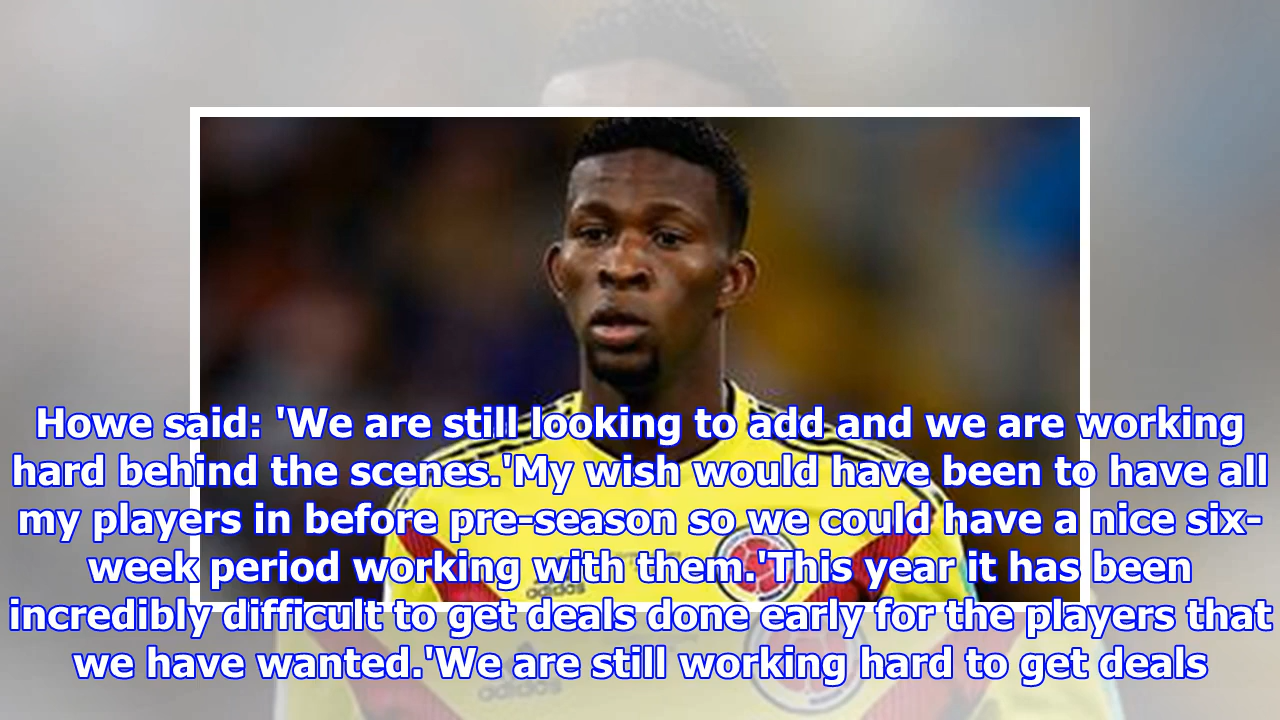 Howe said: 'We are still looking to add and we are working
hard behind the scenes.'My wish would have been to have all
my players in before pre-season so we could have a nice six-
week period working with them.'This year it has been
incredibly difficult to get deals done early for the players that
we have wanted.'We are still working hard to get deals
adidas
adidas